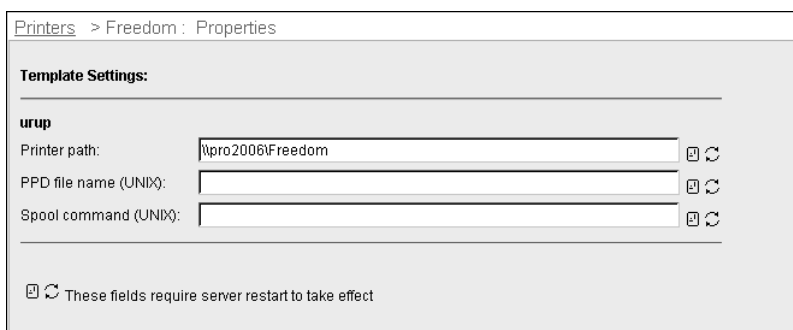 Printers > Freedom : Properties
Template Settings:
urup
Printer path: \\pro2006\Freedom
PPD file name (UNIX):
Spool command (UNIX):
These fields require server restart to take effect